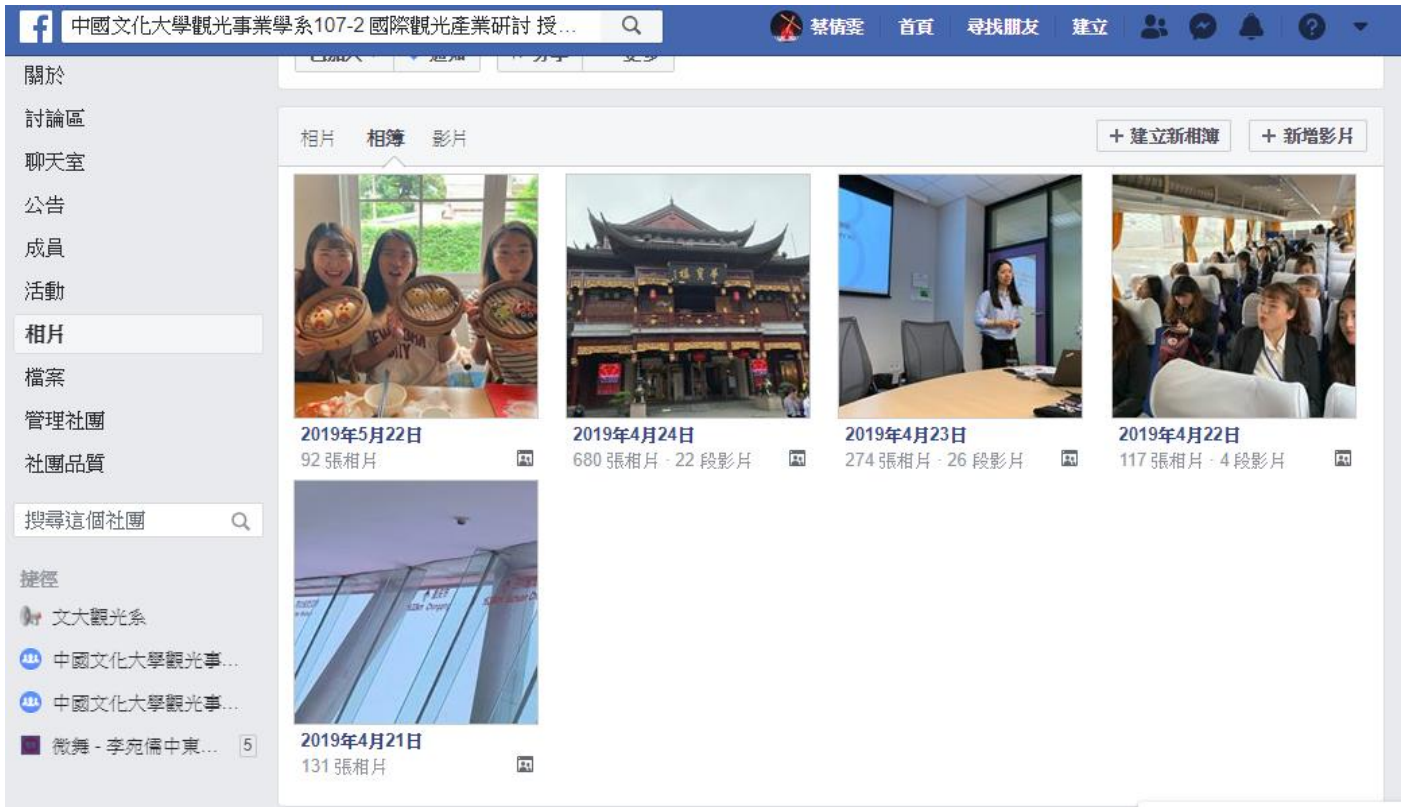 中國文化大學觀光事業學系107-2 國際觀光產業研討 授…
蔡倩雯 首頁 尋找朋友 建立
關於
討論區
聊天室
公告
成員
活動
相片
檔案
管理社團
社團品質
搜尋這個社團
捷徑
文大觀光系
中國文化大學觀光事…
中國文化大學觀光事…
微舞 - 李宛儒中東… 5
相片 相簿 影片
+ 建立新相簿 + 新增影片
華寶樓
2019年5月22日
92 張相片
2019年4月24日
680 張相片 · 22 段影片
2019年4月23日
274 張相片 · 26 段影片
2019年4月22日
117 張相片 · 4 段影片
2019年4月21日
131 張相片